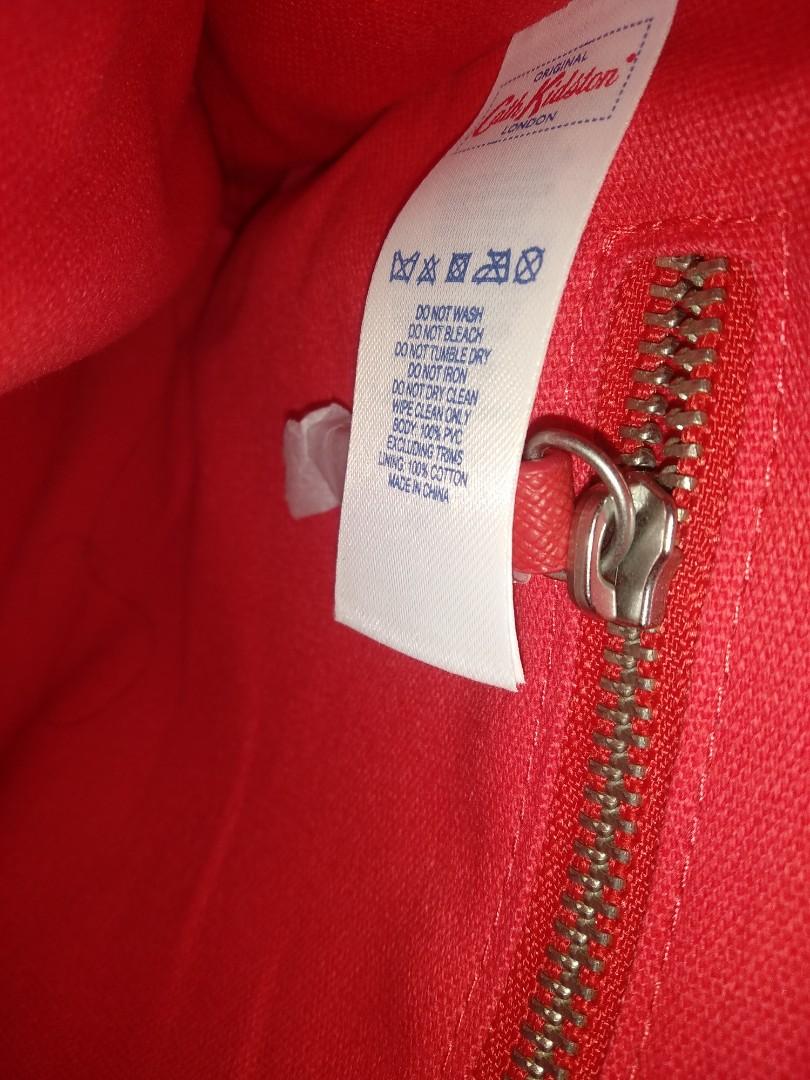 ORIGINAL
Cath Kidston
LONDON
DO NOT WASH
DO NOT BLEACH
DO NOT TUMBLE DRY
DO NOT IRON
DO NOT DRY CLEAN
WIPE CLEAN ONLY
BODY: 100% PVC
EXCLUDING TRIMS
LINING: 100% COTTON
MADE IN CHINA